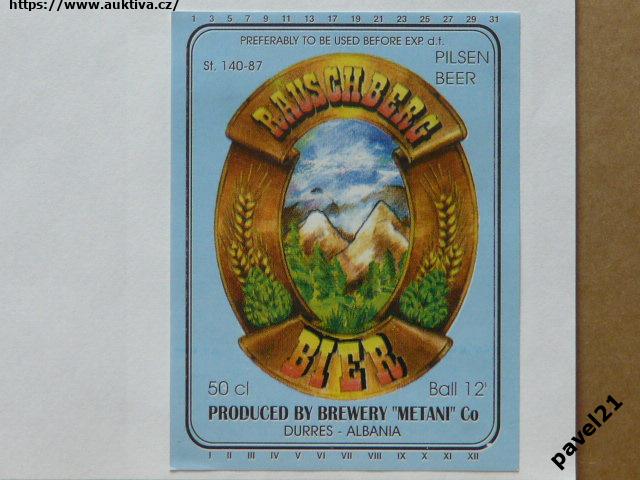 https://www.auktiva.cz/
1 3 5 7 9 11 13 15 17 19 21 23 25 27 29 31
PREFERABLY TO BE USED BEFORE EXP. d.t.
St. 140-87
PILSEN
BEER
RAUSCHBERG
BIER
50 cl
Ball 12'
PRODUCED BY BREWERY "METANI" Co
DURRES - ALBANIA
I II III IV V VI VII VIII IX X XI XII
pavel21